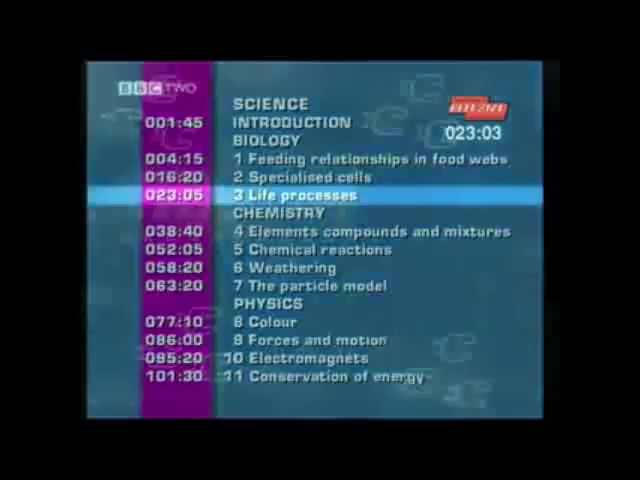 BBC TWO
SCIENCE
001:45 INTRODUCTION
023:03
BIOLOGY
004:15 1 Feeding relationships in food webs
016:20 2 Specialised cells
023:05 3 Life processes
CHEMISTRY
038:40 4 Elements compounds and mixtures
052:05 5 Chemical reactions
058:20 6 Weathering
063:20 7 The particle model
PHYSICS
077:10 8 Colour
086:00 9 Forces and motion
095:20 10 Electromagnets
101:30 11 Conservation of energy